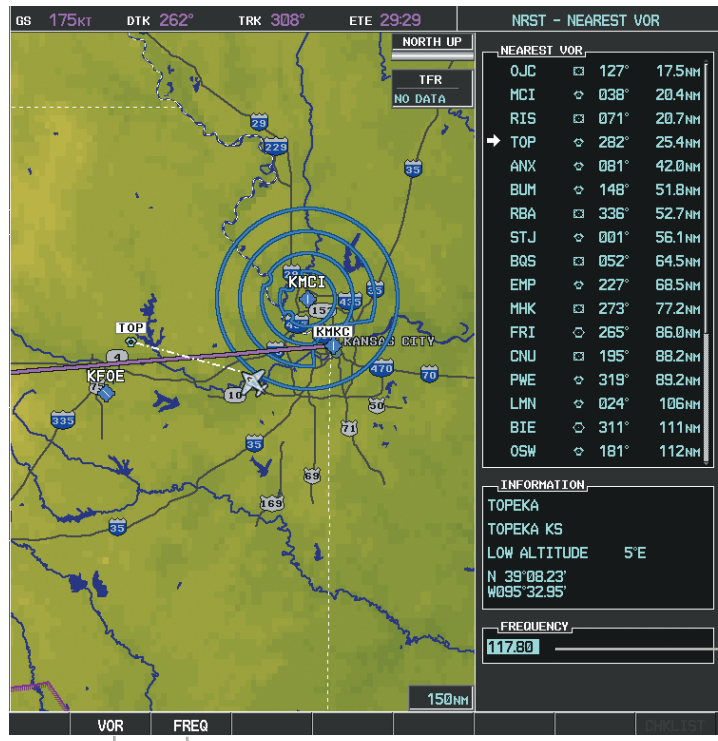 GS 175KT DTK 262° TRK 308° ETE 29:29
NRST - NEAREST VOR
NORTH UP
TFR
NO DATA
29
229
35
29
KMCI
435
35
152
435
KMKC
KANSAS CITY
TOP
4
KFOE
10
470
70
50
335
71
35
69
169
35
150NM
NEAREST VOR
OJC 127° 17.5NM
MCI 038° 20.4NM
RIS 071° 20.7NM
TOP 282° 25.4NM
ANX 081° 42.0NM
BUM 148° 51.8NM
RBA 336° 52.7NM
STJ 001° 56.1NM
BQS 052° 64.5NM
EMP 227° 68.5NM
MHK 273° 77.2NM
FRI 265° 86.0NM
CNU 195° 88.2NM
PWE 319° 89.2NM
LMN 024° 106NM
BIE 311° 111NM
OSW 181° 112NM
INFORMATION
TOPEKA
TOPEKA KS
LOW ALTITUDE 5°E
N 39°08.23'
W095°32.95'
FREQUENCY
117.80
VOR FREQ CHKLIST